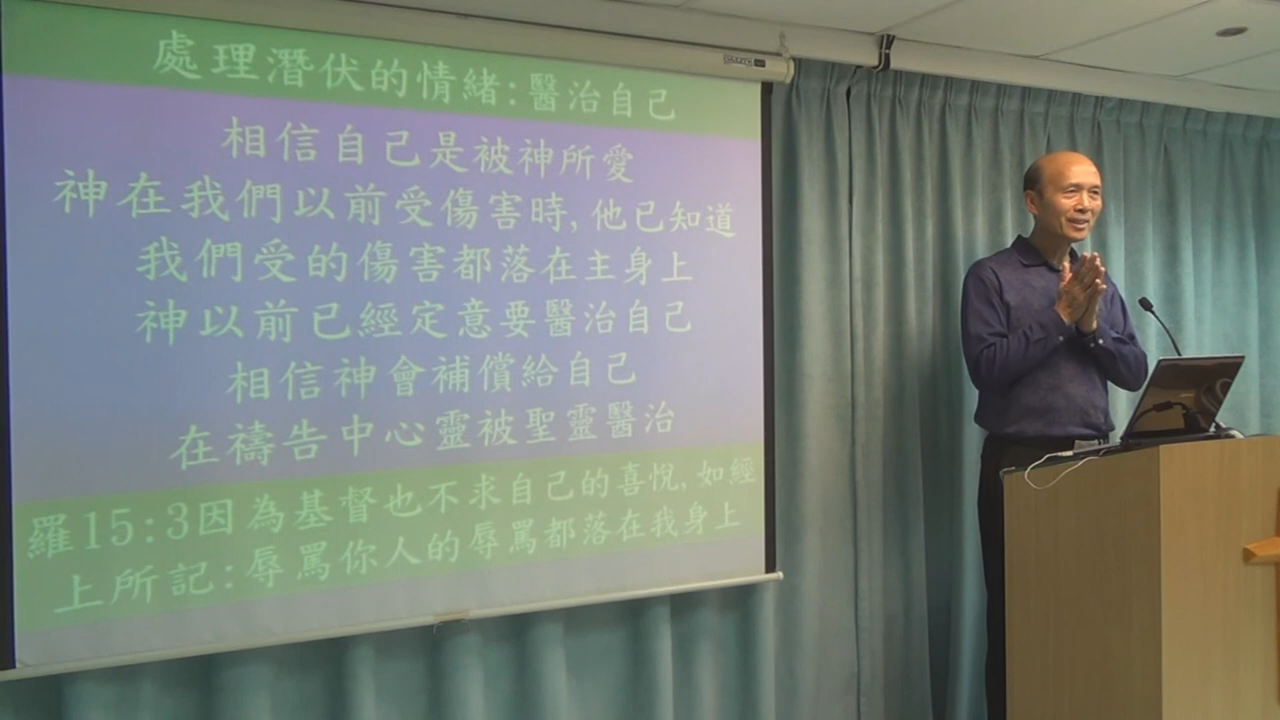 處理潛伏的情緒:醫治自己
相信自己是被神所愛
神在我們以前受傷害時,他已知道
我們受的傷害都落在主身上
神以前已經定意要醫治自己
相信神會補償給自己
在禱告中心靈被聖靈醫治
羅15:3因為基督也不求自己的喜悅,如經
上所記:辱罵你人的辱罵都落在我身上